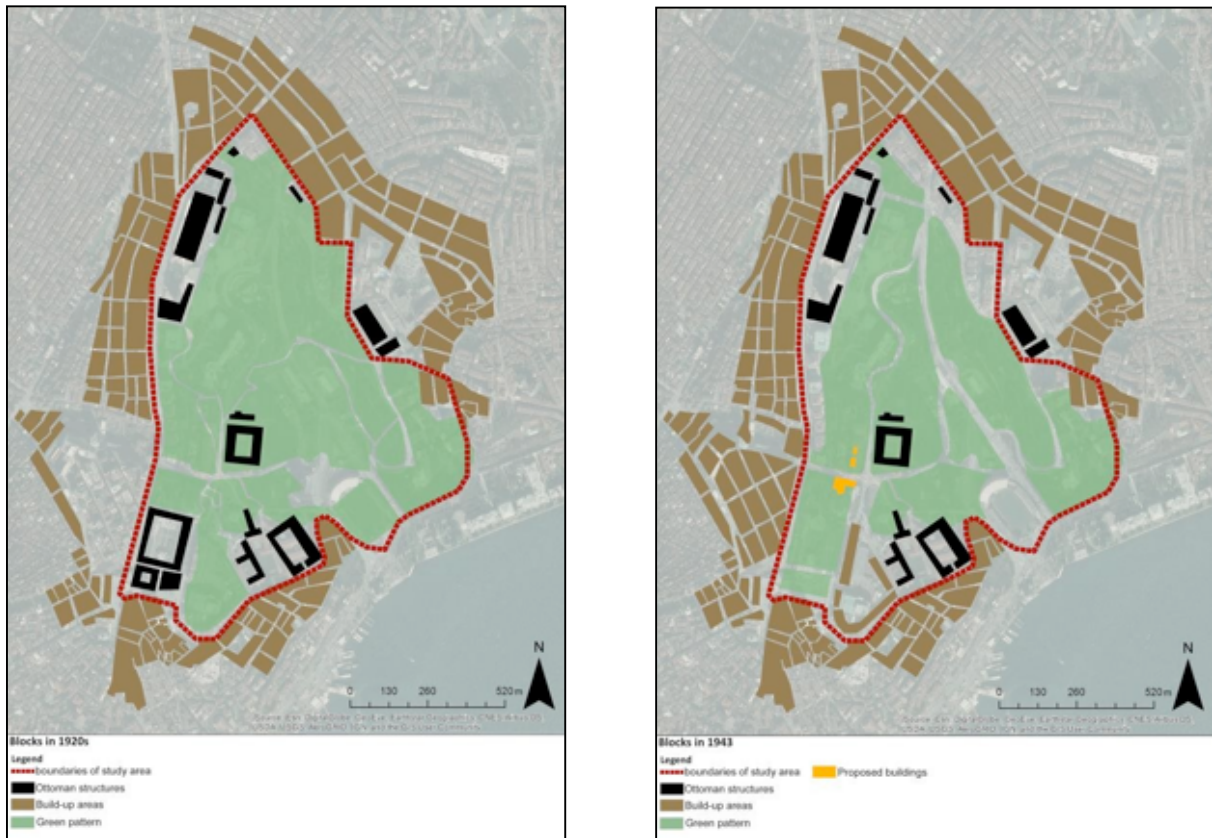 N
0 130 260 520 m
Blocks in 1920s
Legend
boundaries of study area
Ottoman structures
Build-up areas
Green pattern
N
0 130 260 520 m
Blocks in 1943
Legend
boundaries of study area Proposed buildings
Ottoman structures
Build-up areas
Green pattern